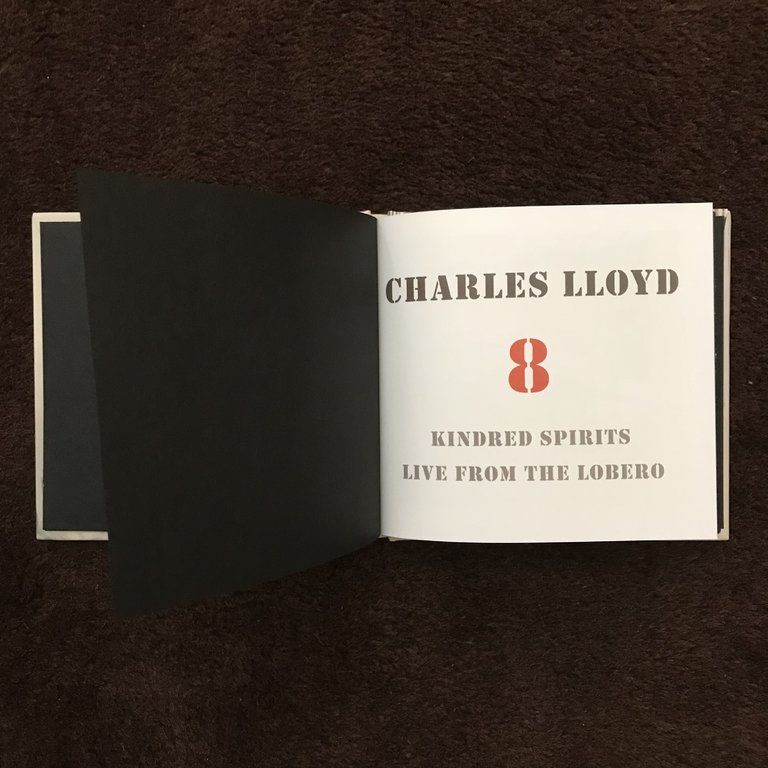 CHARLES LLOYD
8
KINDRED SPIRITS
LIVE FROM THE LOBERO